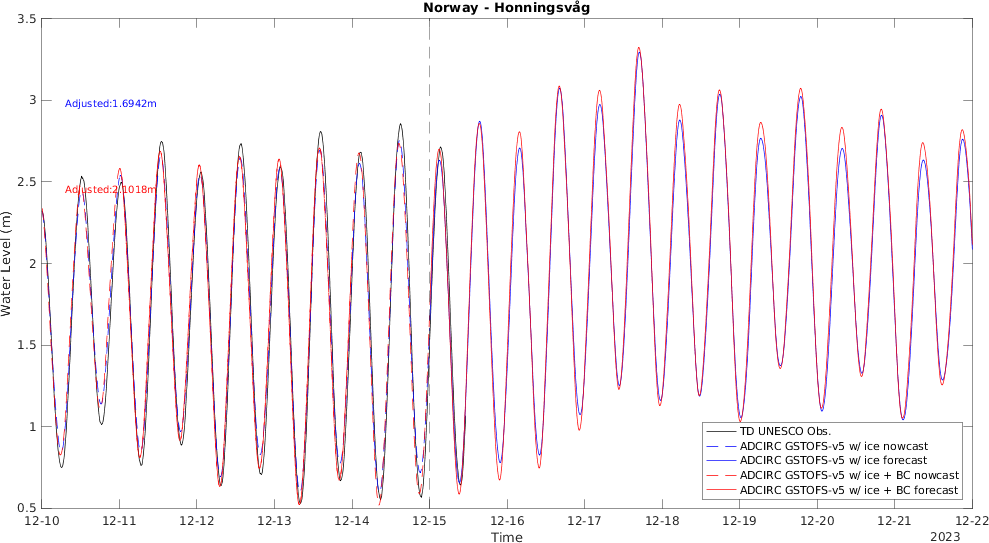 Norway - Honningsvåg
3.5
3
2.5
2
1.5
1
0.5
Water Level (m)
Adjusted:1.6942m
Adjusted:2.1018m
TD UNESCO Obs.
ADCIRC GSTOFS-v5 w/ ice nowcast
ADCIRC GSTOFS-v5 w/ ice forecast
ADCIRC GSTOFS-v5 w/ ice + BC nowcast
ADCIRC GSTOFS-v5 w/ ice + BC forecast
12-10 12-11 12-12 12-13 12-14 12-15 12-16 12-17 12-18 12-19 12-20 12-21 12-22
Time
2023